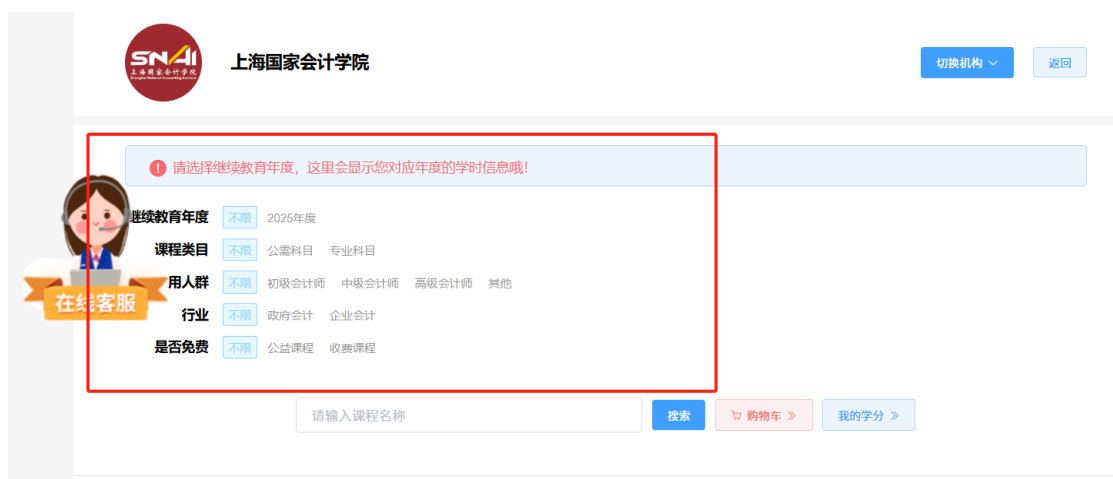 SNAI
上海国家会计学院
上海国家会计学院
切换机构
返回
请选择继续教育年度，这里会显示您对应年度的学时信息哦！
继续教育年度 不限 2025年度
课程类目 不限 公需科目 专业科目
用人群 不限 初级会计师 中级会计师 高级会计师 其他
行业 不限 政府会计 企业会计
是否免费 不限 公益课程 收费课程
在线客服
请输入课程名称 搜索 购物车 我的学分